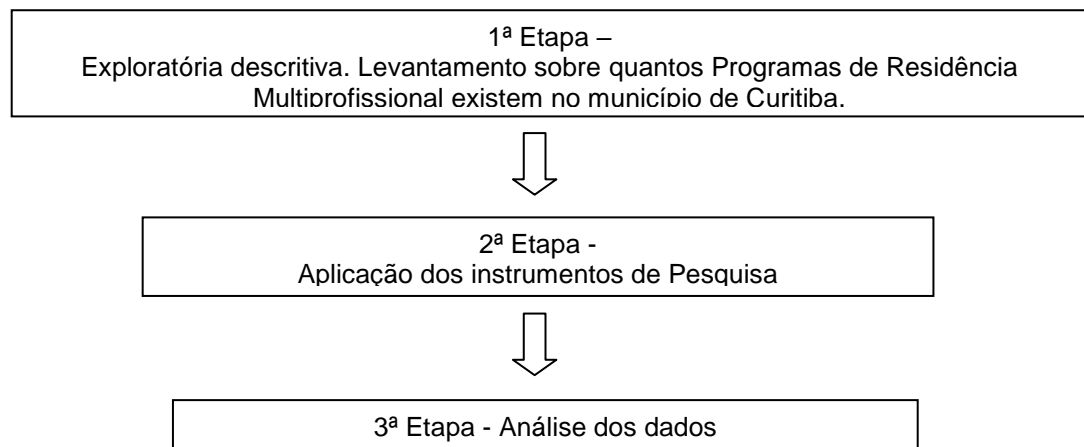 1ª Etapa –
Exploratória descritiva. Levantamento sobre quantos Programas de Residência
Multiprofissional existem no município de Curitiba.
2ª Etapa -
Aplicação dos instrumentos de Pesquisa
3ª Etapa - Análise dos dados